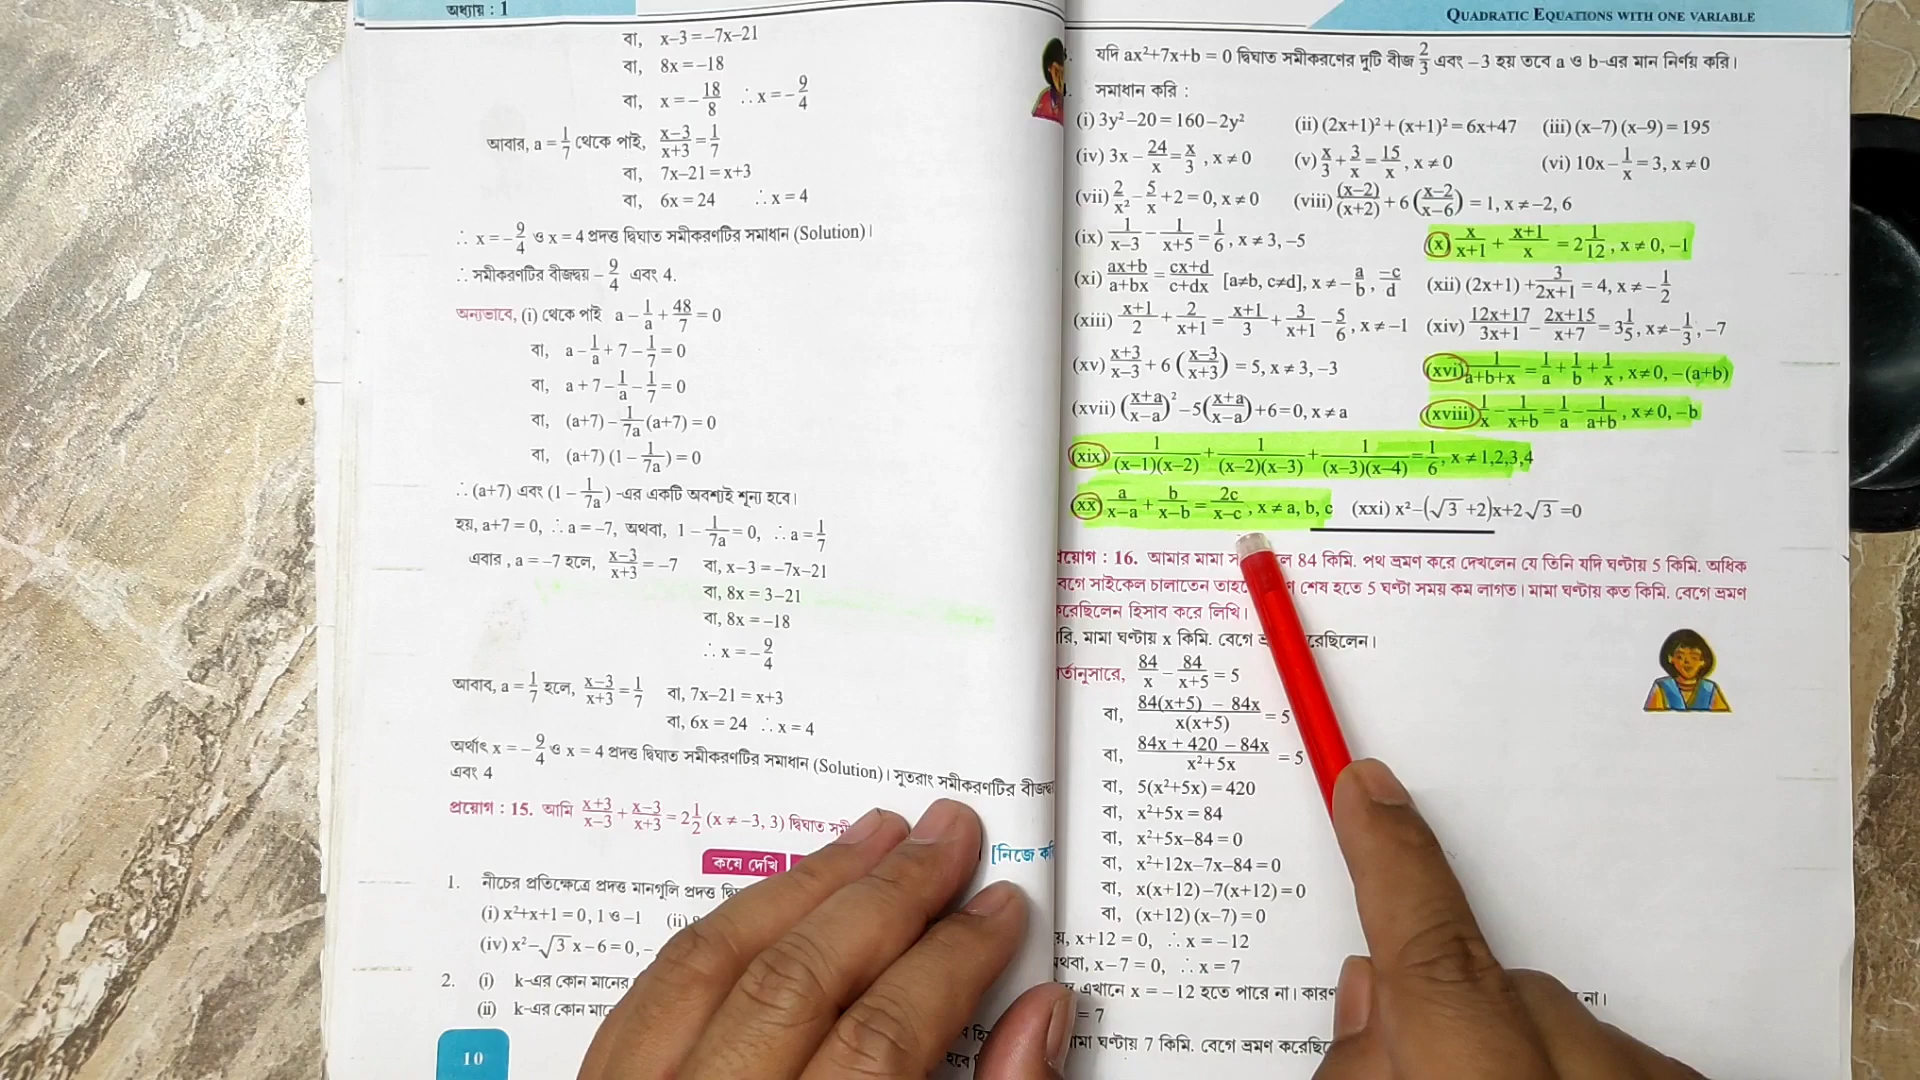 অধ্যায় : 1
বা, x–3 = –7x–21
বা, 8x = –18
বা, x = –18/8 ∴ x = –9/4
আবার, a = 1/7 থেকে পাই, (x–3)/(x+3) = 1/7
বা, 7x–21 = x+3
বা, 6x = 24 ∴ x = 4
∴ x = –9/4 ও x = 4 প্রদত্ত দ্বিঘাত সমীকরণটির সমাধান (Solution)।
∴ সমীকরণটির বীজদ্বয় –9/4 এবং 4.
অন্যভাবে, (i) থেকে পাই a – 1/a + 48/7 = 0
বা, a – 1/a + 7 – 1/7 = 0
বা, a + 7 – 1/a – 1/7 = 0
বা, (a+7) – 1/7a (a+7) = 0
বা, (a+7) (1 – 1/7a) = 0
∴ (a+7) এবং (1 – 1/7a) -এর একটি অবশ্যই শূন্য হবে।
হয়, a+7 = 0, ∴ a = –7, অথবা, 1 – 1/7a = 0, ∴ a = 1/7
এবার , a = –7 হলে, (x–3)/(x+3) = –7 বা, x–3 = –7x–21
বা, 8x = 3–21
বা, 8x = –18
∴ x = –9/4
আবার, a = 1/7 হলে, (x–3)/(x+3) = 1/7 বা, 7x–21 = x+3
বা, 6x = 24 ∴ x = 4
অর্থাৎ x = –9/4 ও x = 4 প্রদত্ত দ্বিঘাত সমীকরণটির সমাধান (Solution)। সুতরাং সমীকরণটির
এবং 4
প্রয়োগ : 15. আমি (x+3)/(x–3) + (x–3)/(x+3) = 2 1/2 (x ≠ –3, 3) দ্বিঘাত
[নিজে
কষে দেখি
1. নীচের প্রতিক্ষেত্রে প্রদত্ত মানগুলি প্রদত্ত
(i) x²+x+1 = 0, 1 ও –1 (ii)
(iv) x²–√3 x–6 = 0, –
2. (i) k-এর কোন মানের
(ii) k-এর কোন
10
QUADRATIC EQUATIONS WITH ONE VARIABLE
যদি ax²+7x+b = 0 দ্বিঘাত সমীকরণের দুটি বীজ 2/3 এবং –3 হয় তবে a ও b-এর মান নির্ণয় করি।
সমাধান করি :
(i) 3y²–20 = 160–2y² (ii) (2x+1)² + (x+1)² = 6x+47 (iii) (x–7) (x–9) = 195
(iv) 3x – 24/x = x/3 , x ≠ 0 (v) x/3 + 3/x = 15/x , x ≠ 0 (vi) 10x – 1/x = 3, x ≠ 0
(vii) 2/x² – 5/x + 2 = 0, x ≠ 0 (viii) (x–2)/(x+2) + 6 ((x–2)/(x–6)) = 1, x ≠ –2, 6
(ix) 1/(x–3) – 1/(x+5) = 1/6 , x ≠ 3, –5 (x) x/(x+1) + (x+1)/x = 2 1/12 , x ≠ 0, –1
(xi) (ax+b)/(a+bx) = (cx+d)/(c+dx) [a≠b, c≠d], x ≠ –a/b , –c/d (xii) (2x+1) + 3/(2x+1) = 4, x ≠ –1/2
(xiii) (x+1)/2 + 2/(x+1) = (x+1)/3 + 3/(x+1) – 5/6 , x ≠ –1 (xiv) (12x+17)/(3x+1) – (2x+15)/(x+7) = 3 1/5 , x ≠ –1/3 , –7
(xv) (x+3)/(x–3) + 6 ((x–3)/(x+3)) = 5, x ≠ 3, –3 (xvi) 1/(a+b+x) = 1/a + 1/b + 1/x , x ≠ 0, –(a+b)
(xvii) ((x+a)/(x–a))² – 5((x+a)/(x–a)) + 6 = 0, x ≠ a (xviii) 1/x – 1/(x+b) = 1/a – 1/(a+b) , x ≠ 0, –b
(xix) 1/((x–1)(x–2)) + 1/((x–2)(x–3)) + 1/((x–3)(x–4)) = 1/6 , x ≠ 1,2,3,4
(xx) a/(x–a) + b/(x–b) = 2c/(x–c) , x ≠ a, b, c (xxi) x²–(√3 +2)x+2√3 = 0
: 16. আমার মামা 84 কিমি. পথ ভ্রমণ করে দেখলেন যে তিনি যদি ঘণ্টায় 5 কিমি. অধিক
বেগে সাইকেল চালাতেন শেষ হতে 5 ঘণ্টা সময় কম লাগত। মামা ঘণ্টায় কত কিমি. বেগে ভ্রমণ
করেছিলেন হিসাব করে লিখি।
মামা ঘণ্টায় x কিমি. বেগে
84/x – 84/(x+5) = 5
বা, (84(x+5) – 84x)/(x(x+5)) = 5
বা, (84x + 420 – 84x)/(x²+5x) = 5
বা, 5(x²+5x) = 420
বা, x²+5x = 84
বা, x²+5x–84 = 0
বা, x²+12x–7x–84 = 0
বা, x(x+12)–7(x+12) = 0
বা, (x+12) (x–7) = 0
x+12 = 0, ∴ x = –12
x–7 = 0, ∴ x = 7
এখানে x = –12 হতে পারে না। না।
= 7
ঘণ্টায় 7 কিমি. বেগে ভ্রমণ